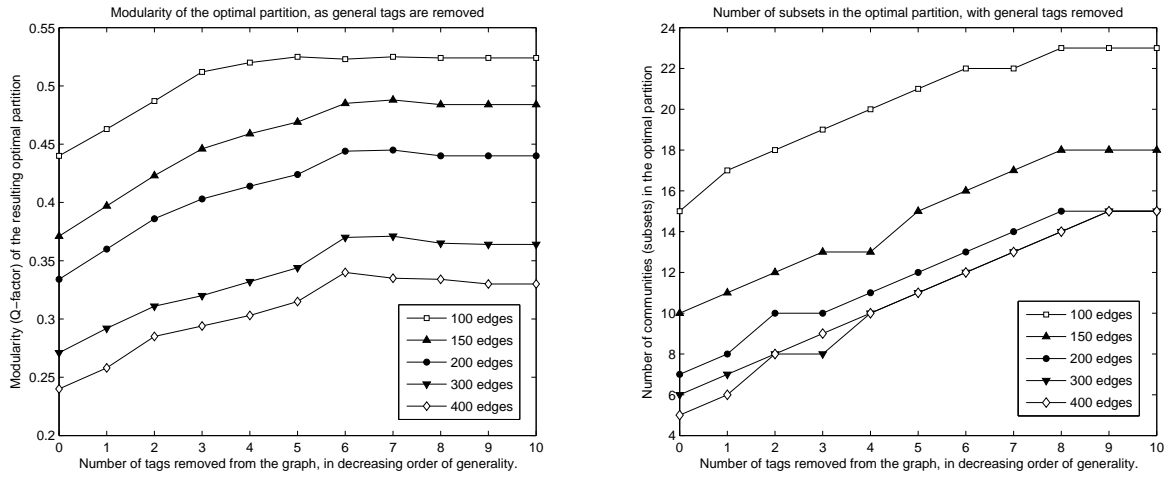 Modularity of the optimal partition, as general tags are removed
Modularity (Q−factor) of the resulting optimal partition
0.55
0.5
0.45
0.4
0.35
0.3
0.25
0.2
0 1 2 3 4 5 6 7 8 9 10
Number of tags removed from the graph, in decreasing order of generality.
100 edges
150 edges
200 edges
300 edges
400 edges
Number of subsets in the optimal partition, with general tags removed
Number of communities (subsets) in the optimal partition
24
22
20
18
16
14
12
10
8
6
4
0 1 2 3 4 5 6 7 8 9 10
Number of tags removed from the graph, in decreasing order of generality.
100 edges
150 edges
200 edges
300 edges
400 edges